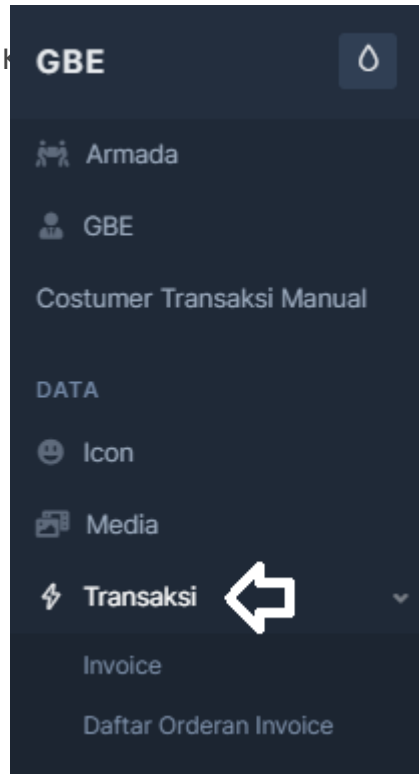 GBE
Armada
GBE
Costumer Transaksi Manual
DATA
Icon
Media
Transaksi
Invoice
Daftar Orderan Invoice